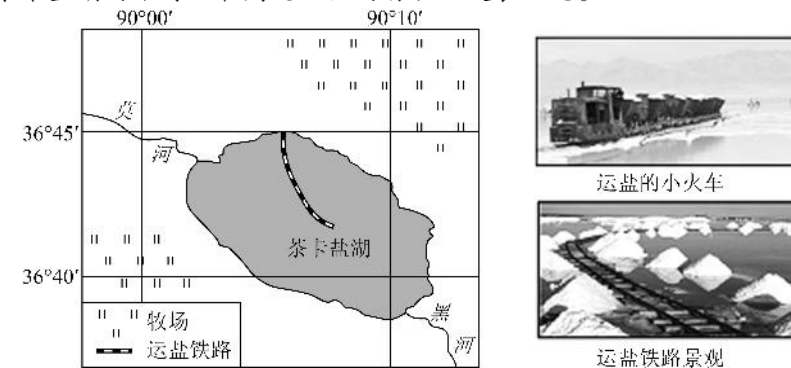 90°00′ 90°10′
莫
河
36°45′
茶卡盐湖
36°40′
黑
河
牧场
运盐铁路
运盐的小火车
运盐铁路景观